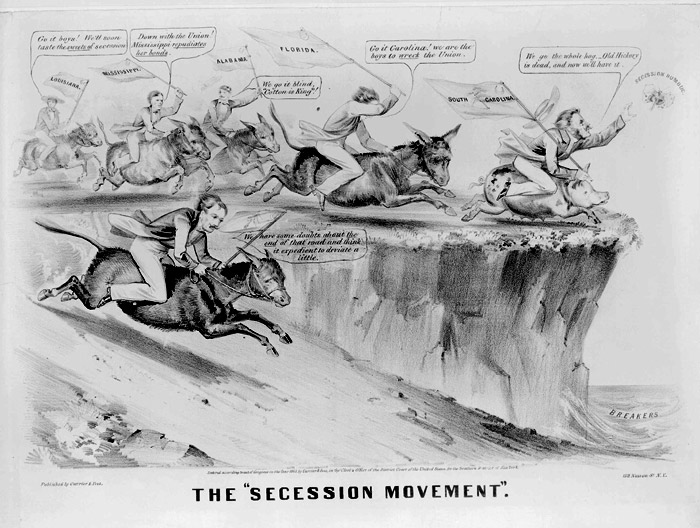 Go it boys! We'll soon
taste the sweets of secession
Down with the Union!
Mississippi repudiates
her bonds
ALABAMA
FLORIDA.
Go it Carolina! we are the
boys to wreck the Union.
We go the whole hog.. Old Hickory
is dead, and now we'll have it.
SECESSION HUMBUG
LOUISIANA.
MISSISSIPPI.
We go it blind,
"Cotton is King"!
SOUTH CAROLINA.
We have some doubts about the
end of that road and think
it expedient to deviate a
little.
BREAKERS
Published by Currier & Ives.
152 Nassau St. N.Y.
THE "SECESSION MOVEMENT".